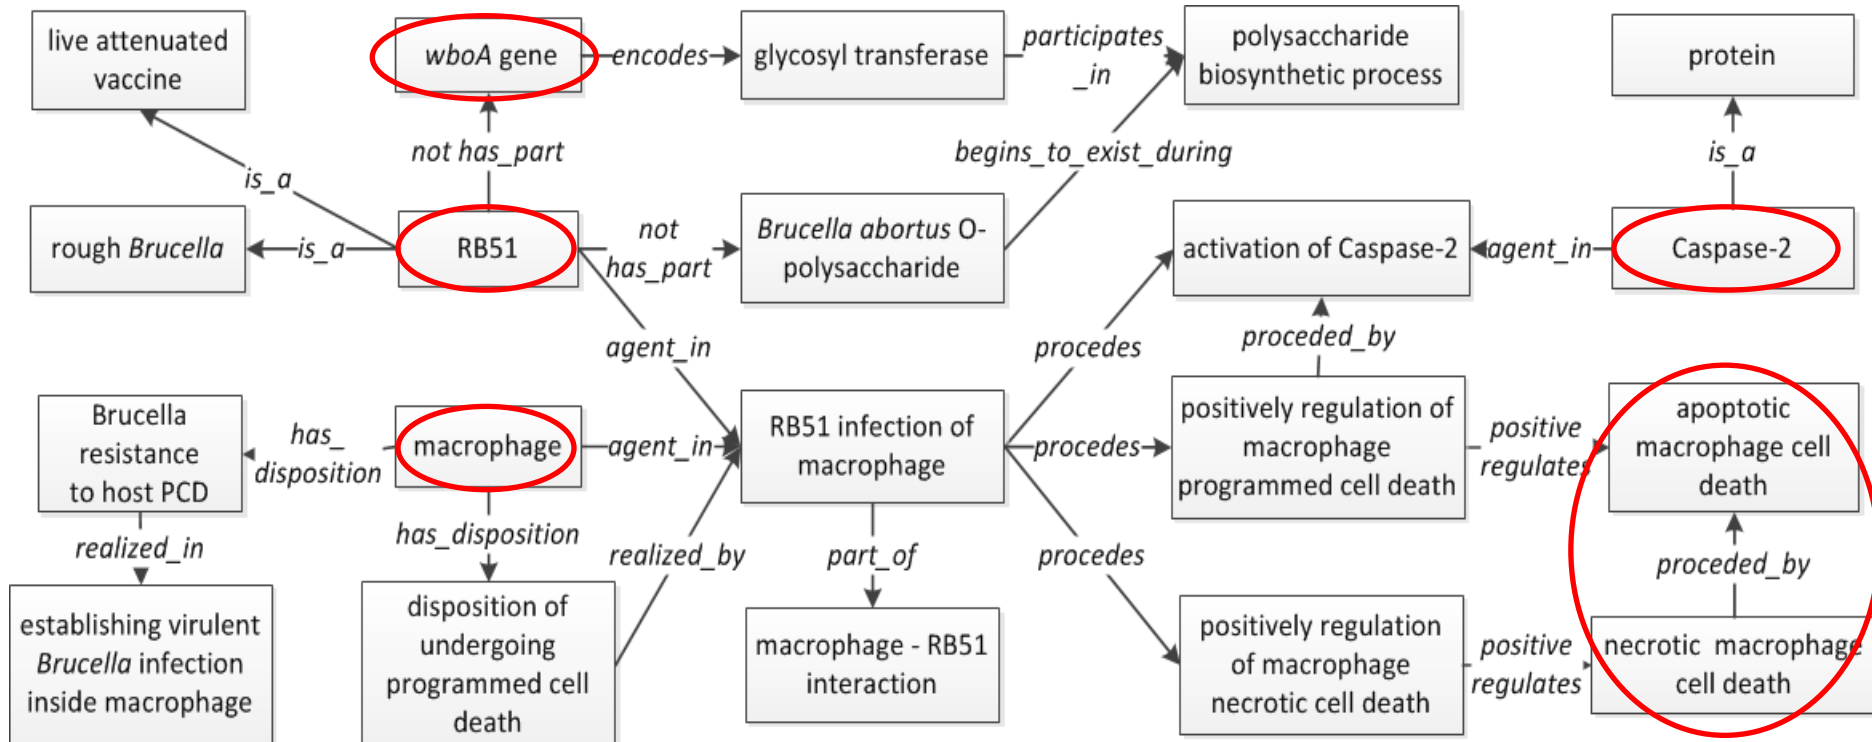 live attenuated
vaccine
wboA gene
encodes
glycosyl transferase
participates
_in
polysaccharide
biosynthetic process
protein
is_a
not has_part
begins_to_exist_during
is_a
rough Brucella
is_a
RB51
not
has_part
Brucella abortus O-
polysaccharide
activation of Caspase-2
agent_in
Caspase-2
agent_in
procedes
proceded_by
Brucella
resistance
to host PCD
has_
disposition
macrophage
agent_in
RB51 infection of
macrophage
procedes
positively regulation of
macrophage
programmed cell death
positive
regulates
apoptotic
macrophage cell
death
realized_in
has_disposition
realized_by
part_of
procedes
proceded_by
establishing virulent
Brucella infection
inside macrophage
disposition of
undergoing
programmed cell
death
macrophage - RB51
interaction
positively regulation
of macrophage
necrotic cell death
positive
regulates
necrotic macrophage
cell death